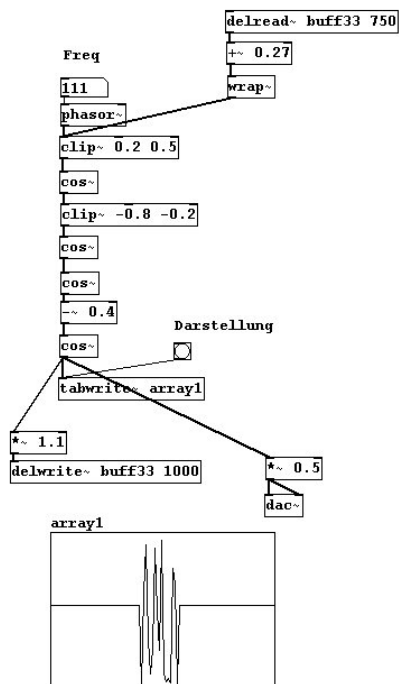 delread~ buff33 750
+~ 0.27
Freq
wrap~
111
phasor~
clip~ 0.2 0.5
cos~
clip~ -0.8 -0.2
cos~
cos~
-~ 0.4
Darstellung
cos~
tabwrite~ array1
*~ 1.1
delwrite~ buff33 1000
*~ 0.5
dac~
array1